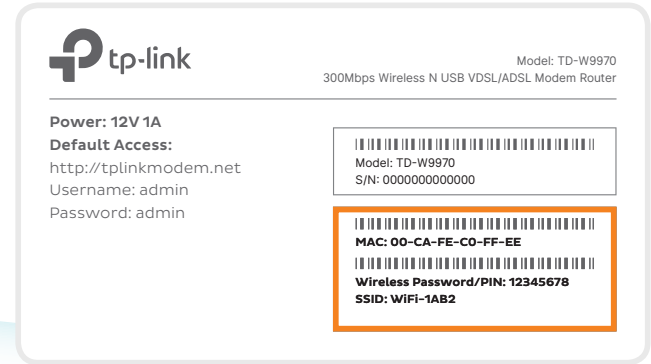 tp-link
Model: TD-W9970
300Mbps Wireless N USB VDSL/ADSL Modem Router
Power: 12V 1A
Default Access:
http://tplinkmodem.net
Username: admin
Password: admin
Model: TD-W9970
S/N: 0000000000000
MAC: 00-CA-FE-C0-FF-EE
Wireless Password/PIN: 12345678
SSID: WiFi-1AB2